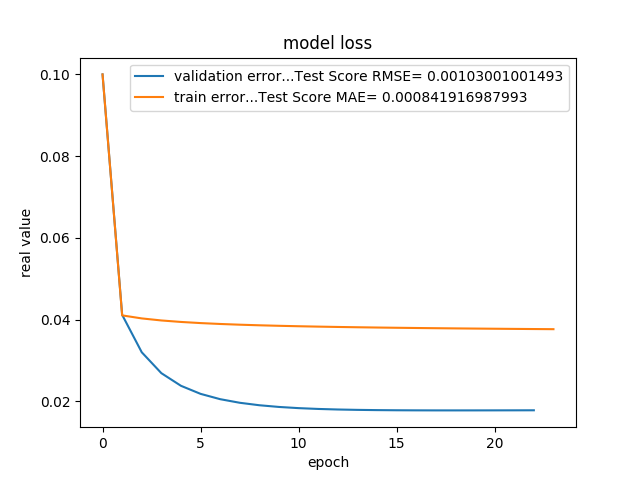 model loss
validation error...Test Score RMSE= 0.00103001001493
train error...Test Score MAE= 0.000841916987993
real value
0.10
0.08
0.06
0.04
0.02
0
5
10
15
20
epoch